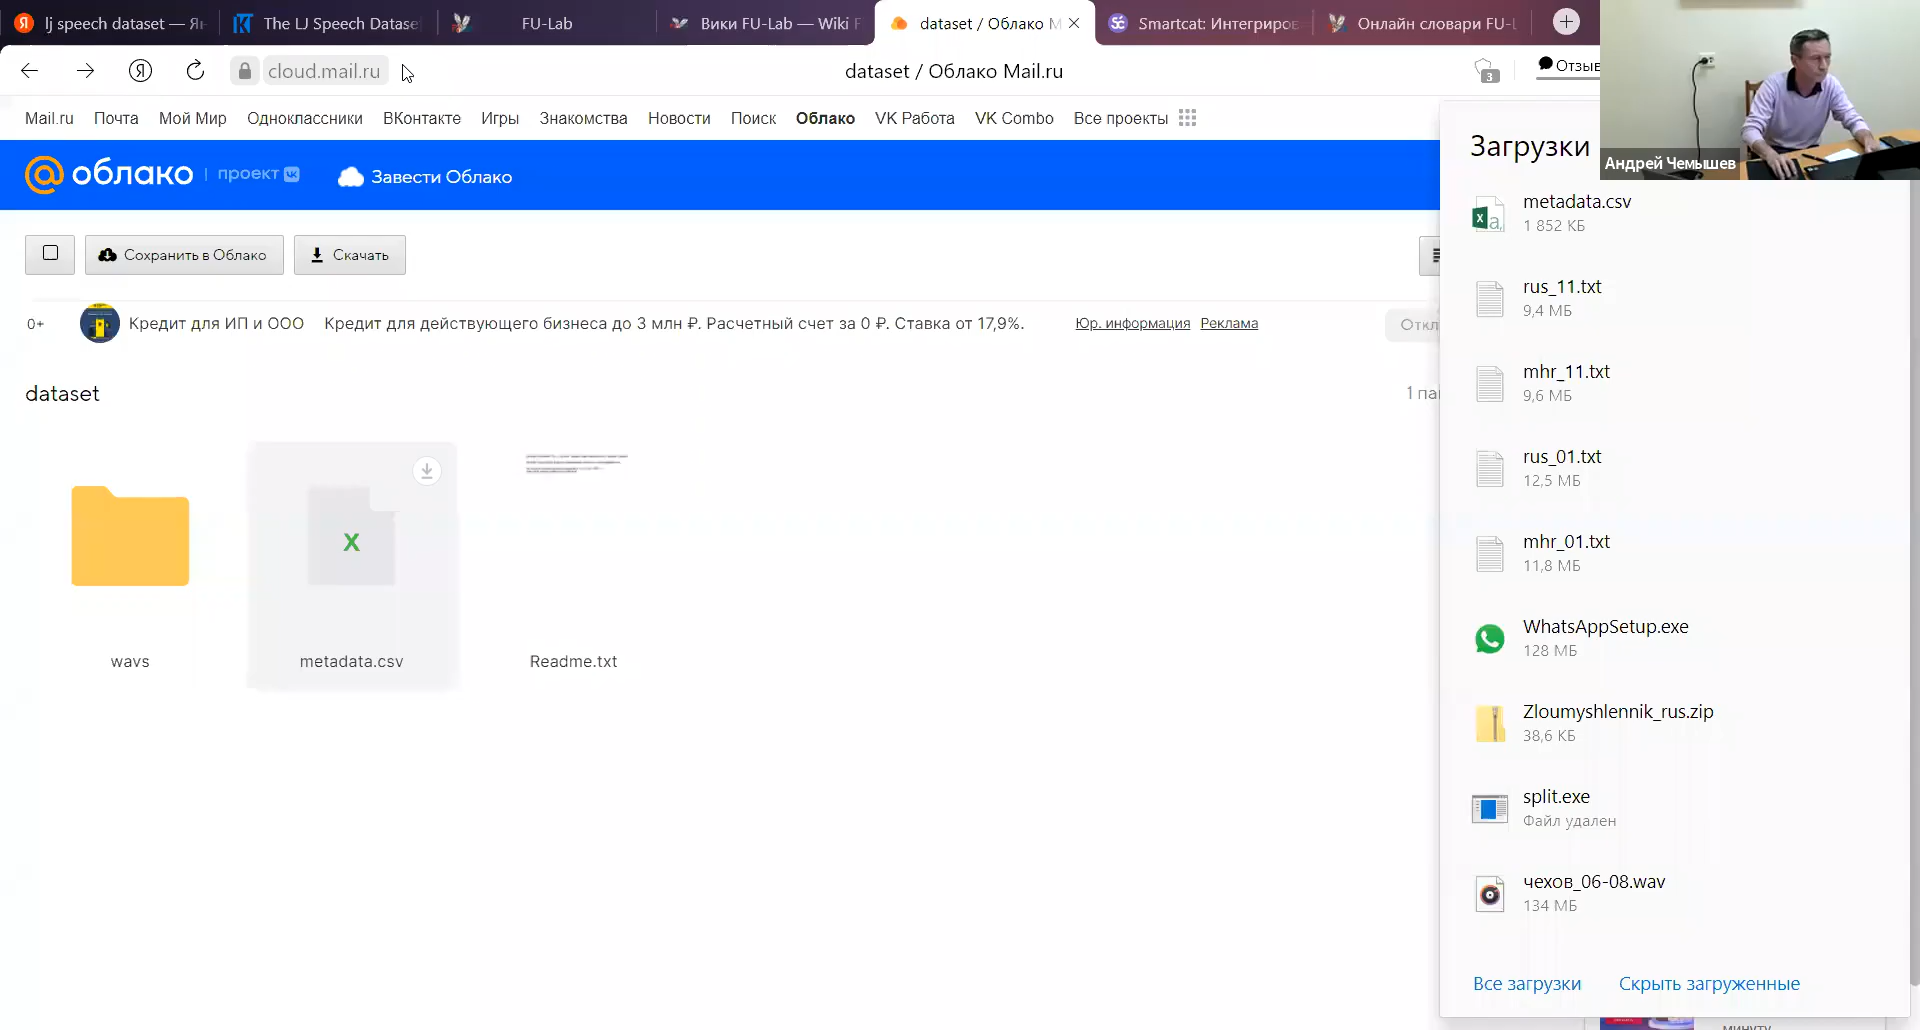 lj speech dataset — Ян
The LJ Speech Datase
FU-Lab
Вики FU-Lab — Wiki F
dataset / Облако M
Smartcat: Интегриров
Онлайн словари FU-L
cloud.mail.ru
dataset / Облако Mail.ru
3
Отзыв
Mail.ru Почта Мой Мир Одноклассники ВКонтакте Игры Знакомства Новости Поиск Облако VK Работа VK Combo Все проекты
облако
проект
Завести Облако
Сохранить в Облако
Скачать
0+
Кредит для ИП и ООО
Кредит для действующего бизнеса до 3 млн ₽. Расчетный счет за 0 ₽. Ставка от 17,9%.
Юр. информация
Реклама
Откл
dataset
1 па
wavs
metadata.csv
Readme.txt
Загрузки
Андрей Чемышев
metadata.csv
1 852 КБ
rus_11.txt
9,4 МБ
mhr_11.txt
9,6 МБ
rus_01.txt
12,5 МБ
mhr_01.txt
11,8 МБ
WhatsAppSetup.exe
128 МБ
Zloumyshlennik_rus.zip
38,6 КБ
split.exe
Файл удален
чехов_06-08.wav
134 МБ
Все загрузки
Скрыть загруженные